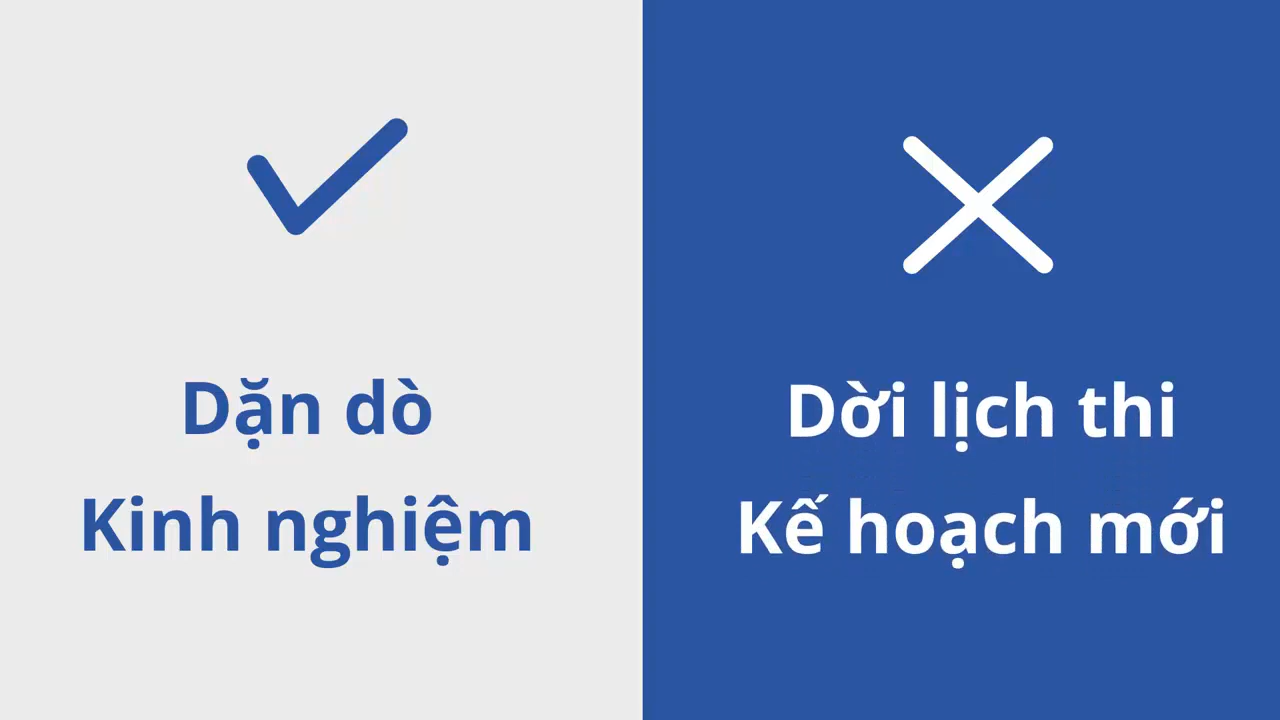 Dặn dò
Kinh nghiệm
Dời lịch thi
Kế hoạch mới